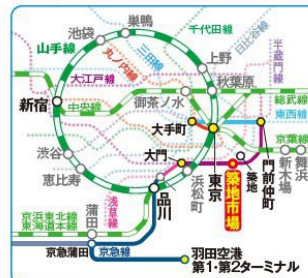 池袋
巣鴨
千代田線
日比谷線
山手線
丸ノ内線
三田線
上野
半蔵門線
大江戸線
秋葉原
新宿
中央線
御茶ノ水
総武線
東西線
大手町
京葉線
渋谷
大門
東京
築地市場
築地
門前仲町
新木場
舞浜
恵比寿
浜松町
浅草線
品川
京浜東北線
東海道本線
蒲田
京急蒲田
京急線
羽田空港
第1・第2ターミナル